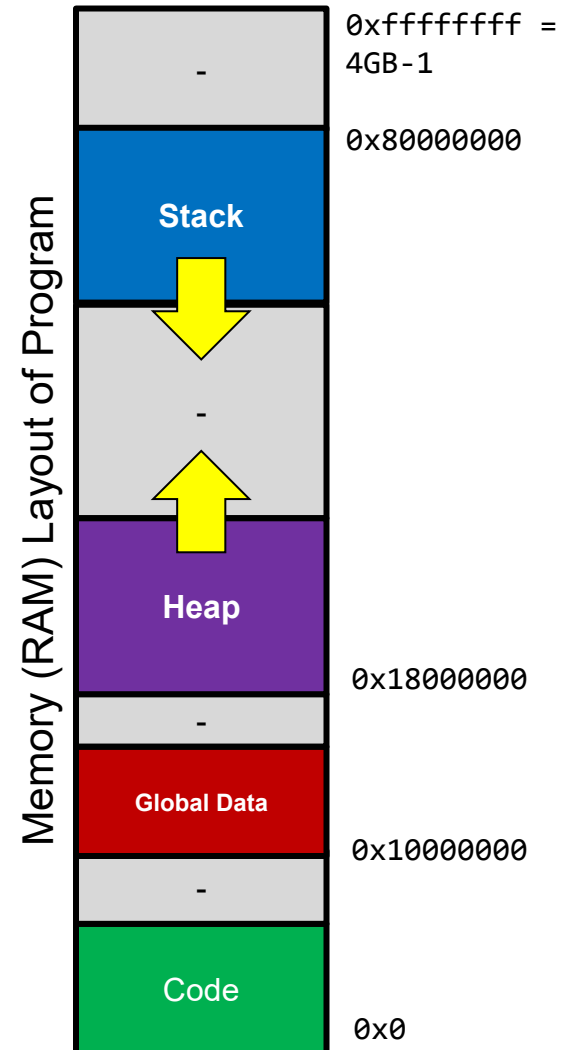 Memory (RAM) Layout of Program
0xffffffff =
4GB-1
-
0x80000000
Stack
-
Heap
0x18000000
-
Global Data
0x10000000
-
Code
0x0